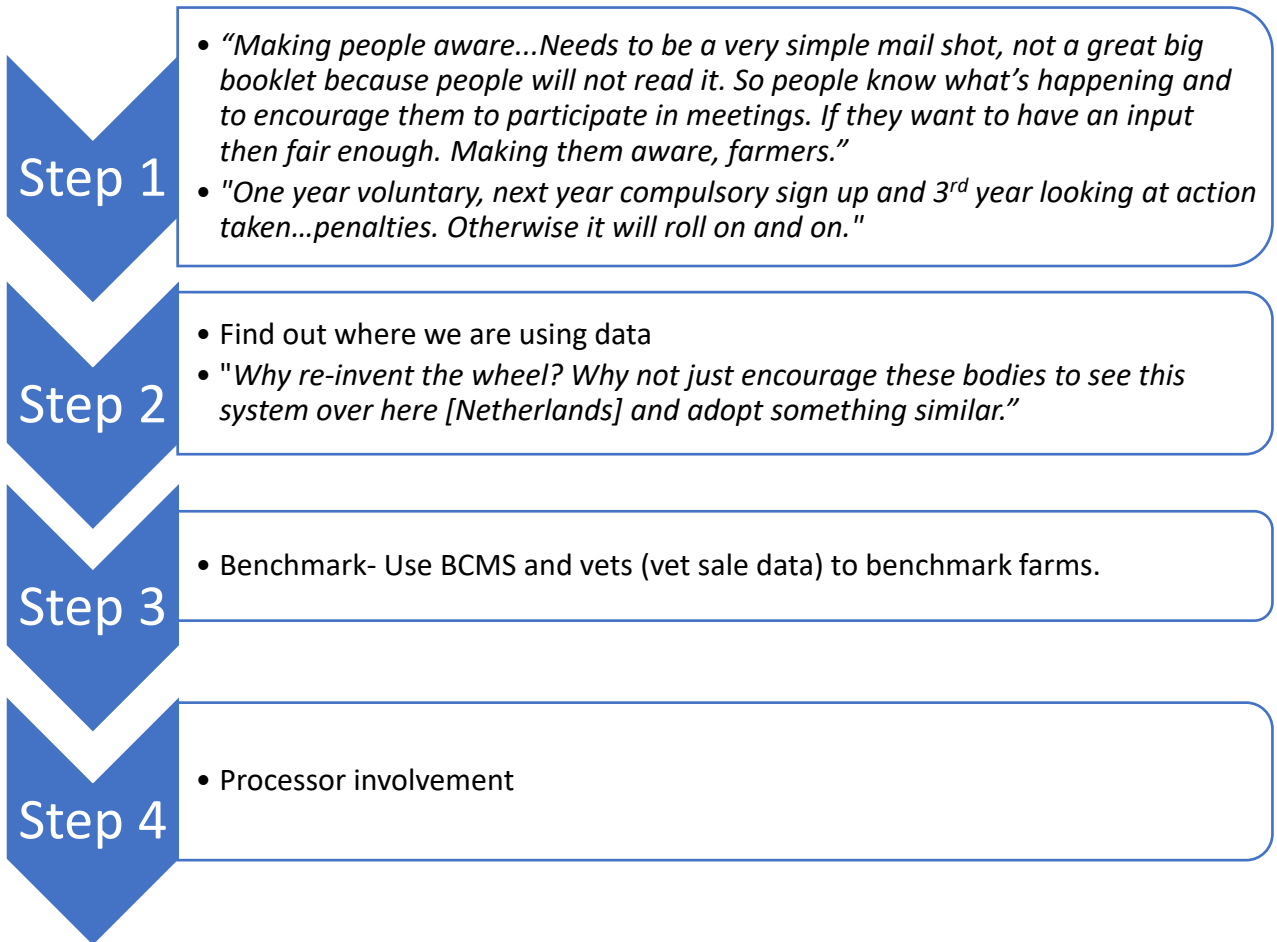 Step 1
• “Making people aware...Needs to be a very simple mail shot, not a great big
booklet because people will not read it. So people know what’s happening and
to encourage them to participate in meetings. If they want to have an input
then fair enough. Making them aware, farmers.”
• "One year voluntary, next year compulsory sign up and 3rd year looking at action
taken…penalties. Otherwise it will roll on and on."
Step 2
• Find out where we are using data
• "Why re-invent the wheel? Why not just encourage these bodies to see this
system over here [Netherlands] and adopt something similar.”
Step 3
• Benchmark- Use BCMS and vets (vet sale data) to benchmark farms.
Step 4
• Processor involvement